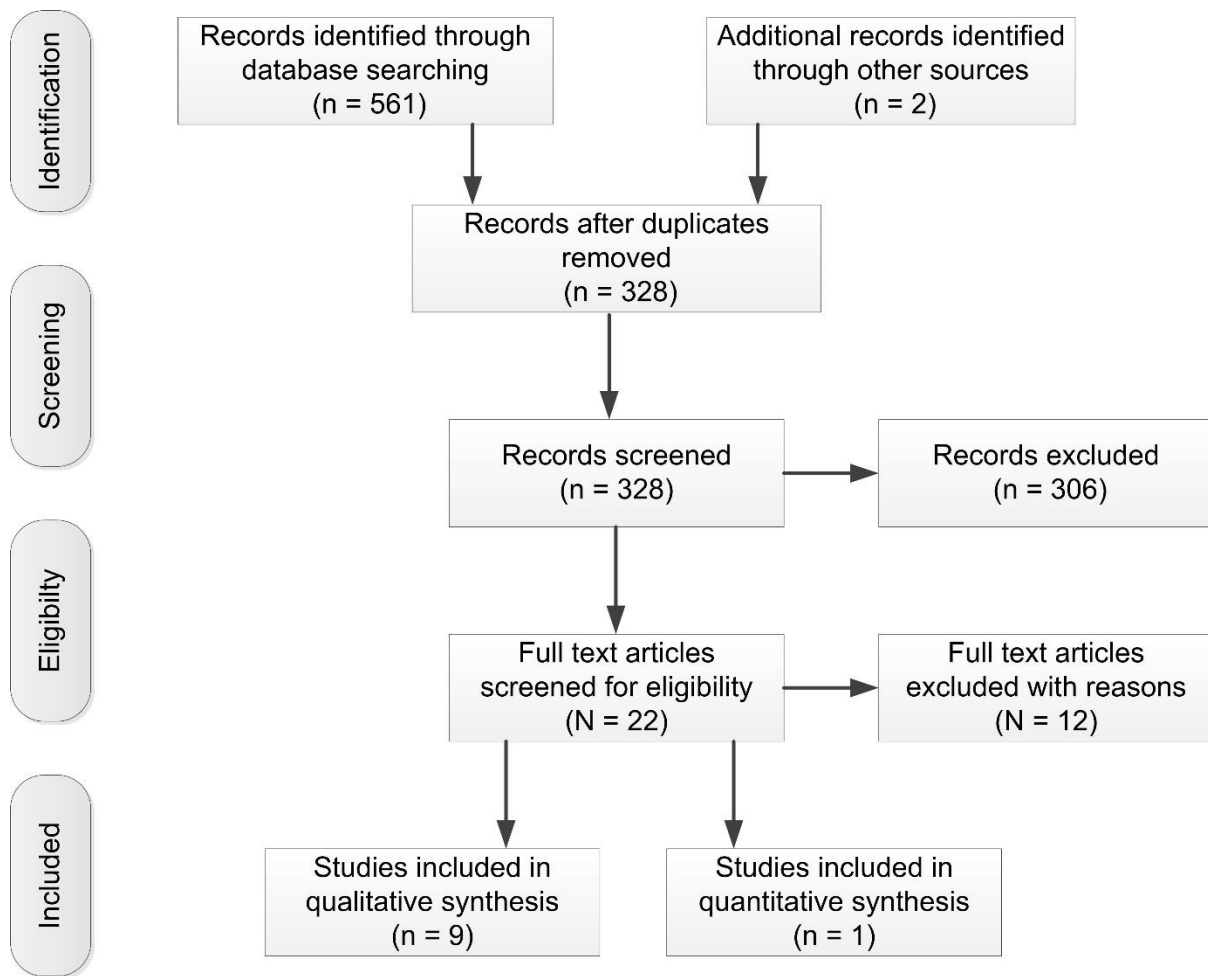 Identification
Records identified through
database searching
(n = 561)
Additional records identified
through other sources
(n = 2)
Records after duplicates
removed
(n = 328)
Screening
Records screened
(n = 328)
Records excluded
(n = 306)
Eligibilty
Full text articles
screened for eligibility
(N = 22)
Full text articles
excluded with reasons
(N = 12)
Included
Studies included in
qualitative synthesis
(n = 9)
Studies included in
quantitative synthesis
(n = 1)